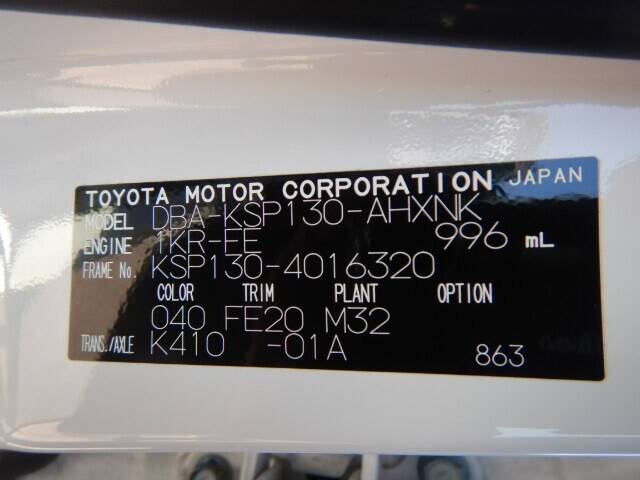 TOYOTA MOTOR CORPORATION JAPAN
MODEL DBA-KSP130-AHXNK
ENGINE 1KR-FE 996 mL
FRAME No. KSP130-4016320
COLOR TRIM PLANT OPTION
040 FE20 M32
TRANS./AXLE K410 -01A 863